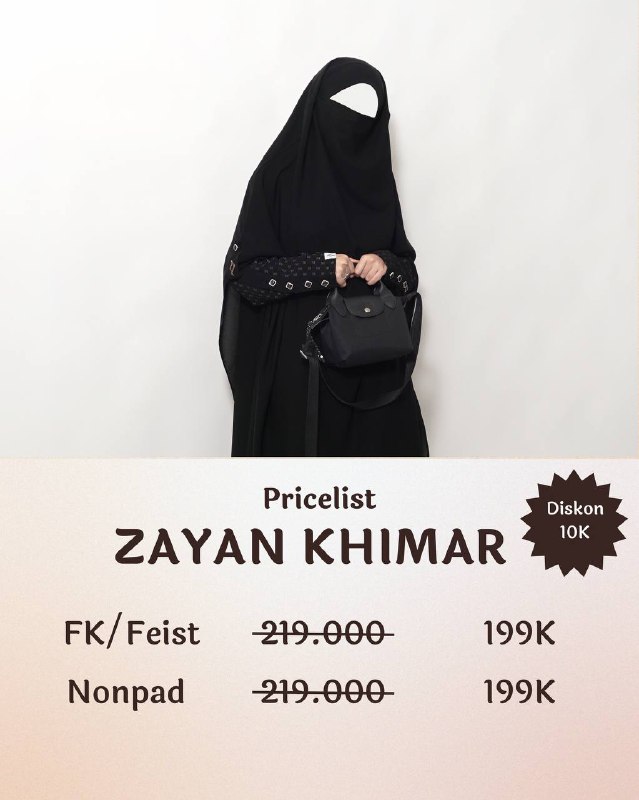 Pricelist
ZAYAN KHIMAR
Diskon
10K
FK/Feist 219.000 199K
Nonpad 219.000 199K